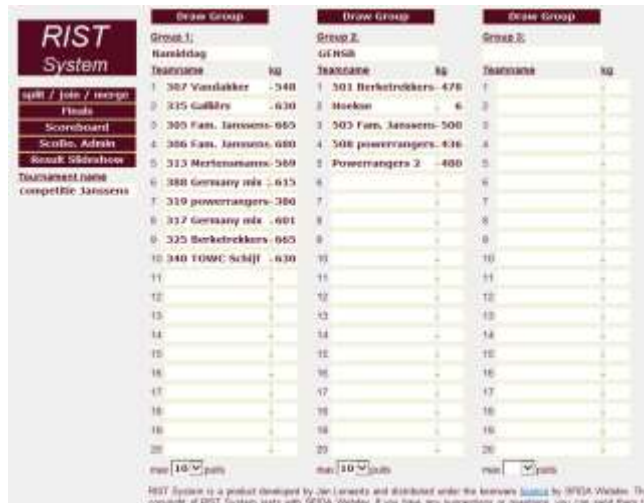 RIST
System
split / join / merge
Finals
Scoreboard
ScoBo. Admin
Result Slideshow
Tournament name
competitie Janssens
Draw Group
Group 1:
Namiddag
Teamname kg
1 307 Vandakker -548
2 335 Galliërs -630
3 305 Fam. Janssens -665
4 306 Fam. Janssens -680
5 313 Mertensmanns -569
6 388 Germany mix -615
7 319 powerrangers -386
8 317 Germany mix -601
9 325 Berketrekkers -665
10 340 TOWC Schijf -630
11 -
12 -
13 -
14 -
15 -
16 -
17 -
18 -
19 -
20 -
max 10 pulls
Draw Group
Group 2:
GENSB
Teamname kg
1 501 Berketrekkers -478
2 Hoekse - 6
3 503 Fam. Janssens -500
4 508 powerrangers -436
5 Powerrangers 2 -480
6 -
7 -
8 -
9 -
10 -
11 -
12 -
13 -
14 -
15 -
16 -
17 -
18 -
19 -
20 -
max 10 pulls
Draw Group
Group 3:
Teamname kg
1 -
2 -
3 -
4 -
5 -
6 -
7 -
8 -
9 -
10 -
11 -
12 -
13 -
14 -
15 -
16 -
17 -
18 -
19 -
20 -
max pulls
RIST System is a product developed by Jan Lenaerts and distributed under the freeware licence by SFIDA Websites.